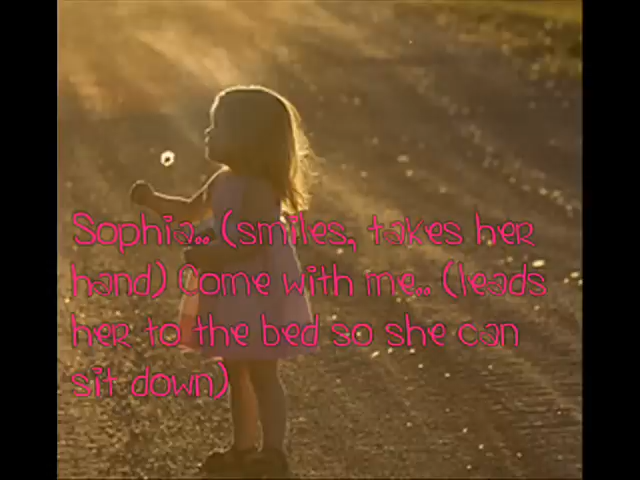 Sophia.. (smiles, takes her
hand) Come with me.. (leads
her to the bed so she can
sit down)